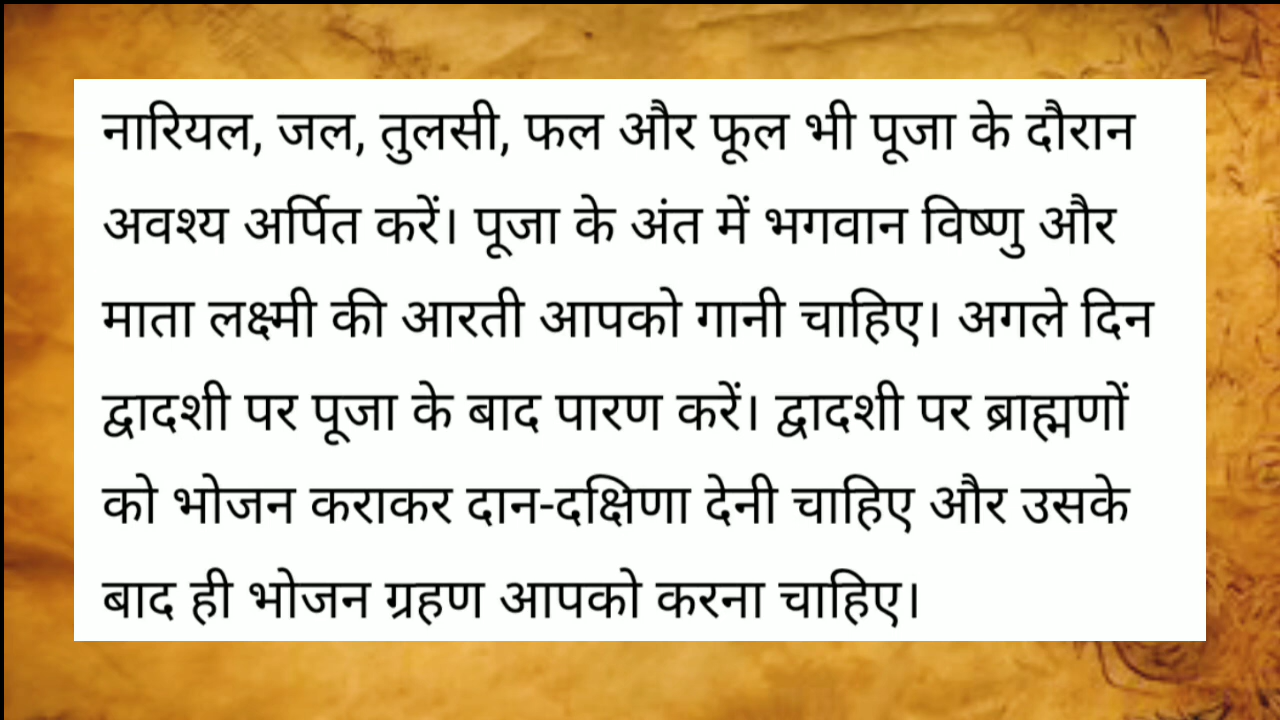 नारियल, जल, तुलसी, फल और फूल भी पूजा के दौरान
अवश्य अर्पित करें। पूजा के अंत में भगवान विष्णु और
माता लक्ष्मी की आरती आपको गानी चाहिए। अगले दिन
द्वादशी पर पूजा के बाद पारण करें। द्वादशी पर ब्राह्मणों
को भोजन कराकर दान-दक्षिणा देनी चाहिए और उसके
बाद ही भोजन ग्रहण आपको करना चाहिए।